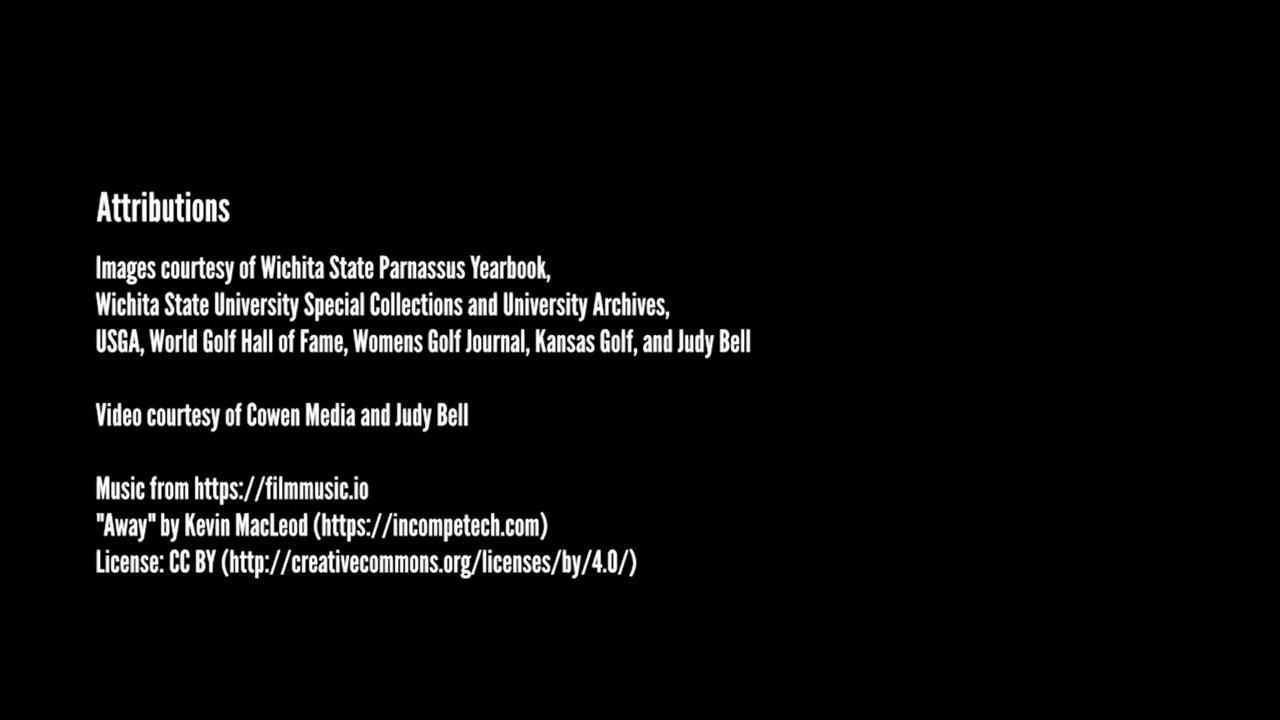 Attributions
Images courtesy of Wichita State Parnassus Yearbook,
Wichita State University Special Collections and University Archives,
USGA, World Golf Hall of Fame, Womens Golf Journal, Kansas Golf, and Judy Bell
Video courtesy of Cowen Media and Judy Bell
Music from https://filmmusic.io
"Away" by Kevin MacLeod (https://incompetech.com)
License: CC BY (http://creativecommons.org/licenses/by/4.0/)